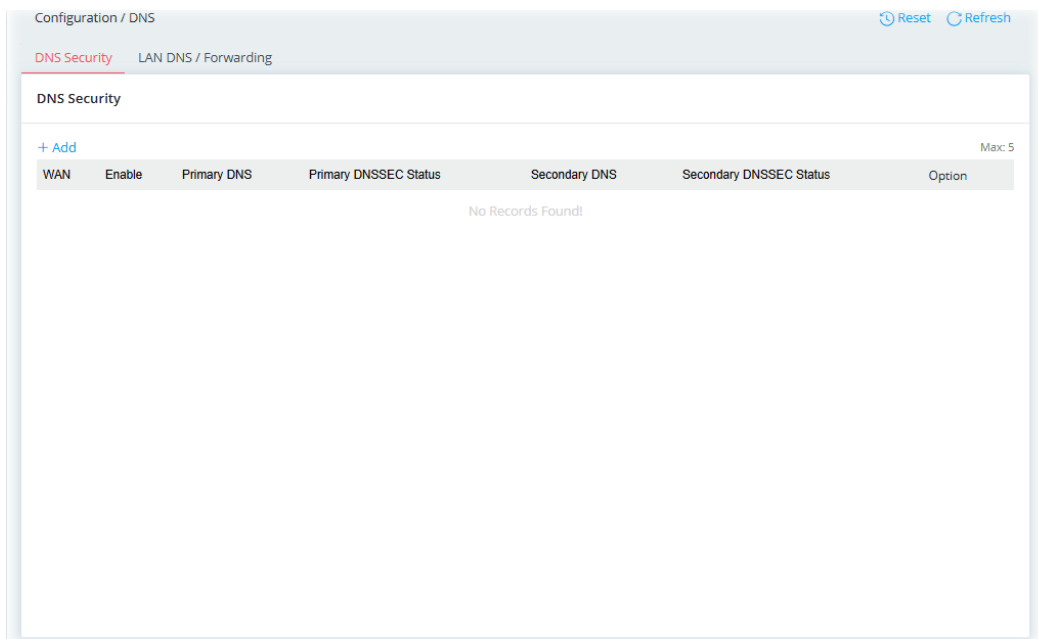 Configuration / DNS Reset Refresh
DNS Security LAN DNS / Forwarding
DNS Security
+ Add Max: 5
WAN Enable Primary DNS Primary DNSSEC Status Secondary DNS Secondary DNSSEC Status Option
No Records Found!